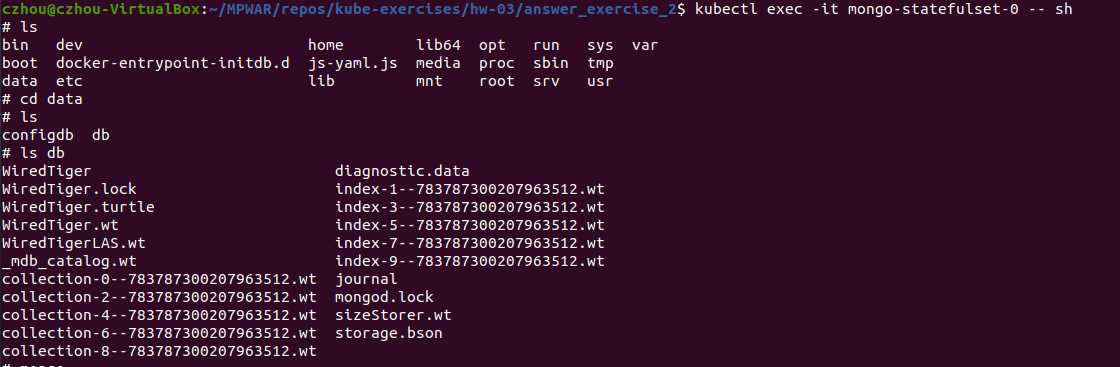 czhou@czhou-VirtualBox:~/MPWAR/repos/kube-exercises/hw-03/answer_exercise_2$ kubectl exec -it mongo-statefulset-0 -- sh
# ls
bin   dev                         home        lib64  opt   run   sys  var
boot  docker-entrypoint-initdb.d  js-yaml.js  media  proc  sbin  tmp
data  etc                         lib         mnt    root  srv   usr
# cd data
# ls
configdb  db
# ls db
WiredTiger                           diagnostic.data
WiredTiger.lock                      index-1--783787300207963512.wt
WiredTiger.turtle                    index-3--783787300207963512.wt
WiredTiger.wt                        index-5--783787300207963512.wt
WiredTigerLAS.wt                     index-7--783787300207963512.wt
_mdb_catalog.wt                      index-9--783787300207963512.wt
collection-0--783787300207963512.wt  journal
collection-2--783787300207963512.wt  mongod.lock
collection-4--783787300207963512.wt  sizeStorer.wt
collection-6--783787300207963512.wt  storage.bson
collection-8--783787300207963512.wt